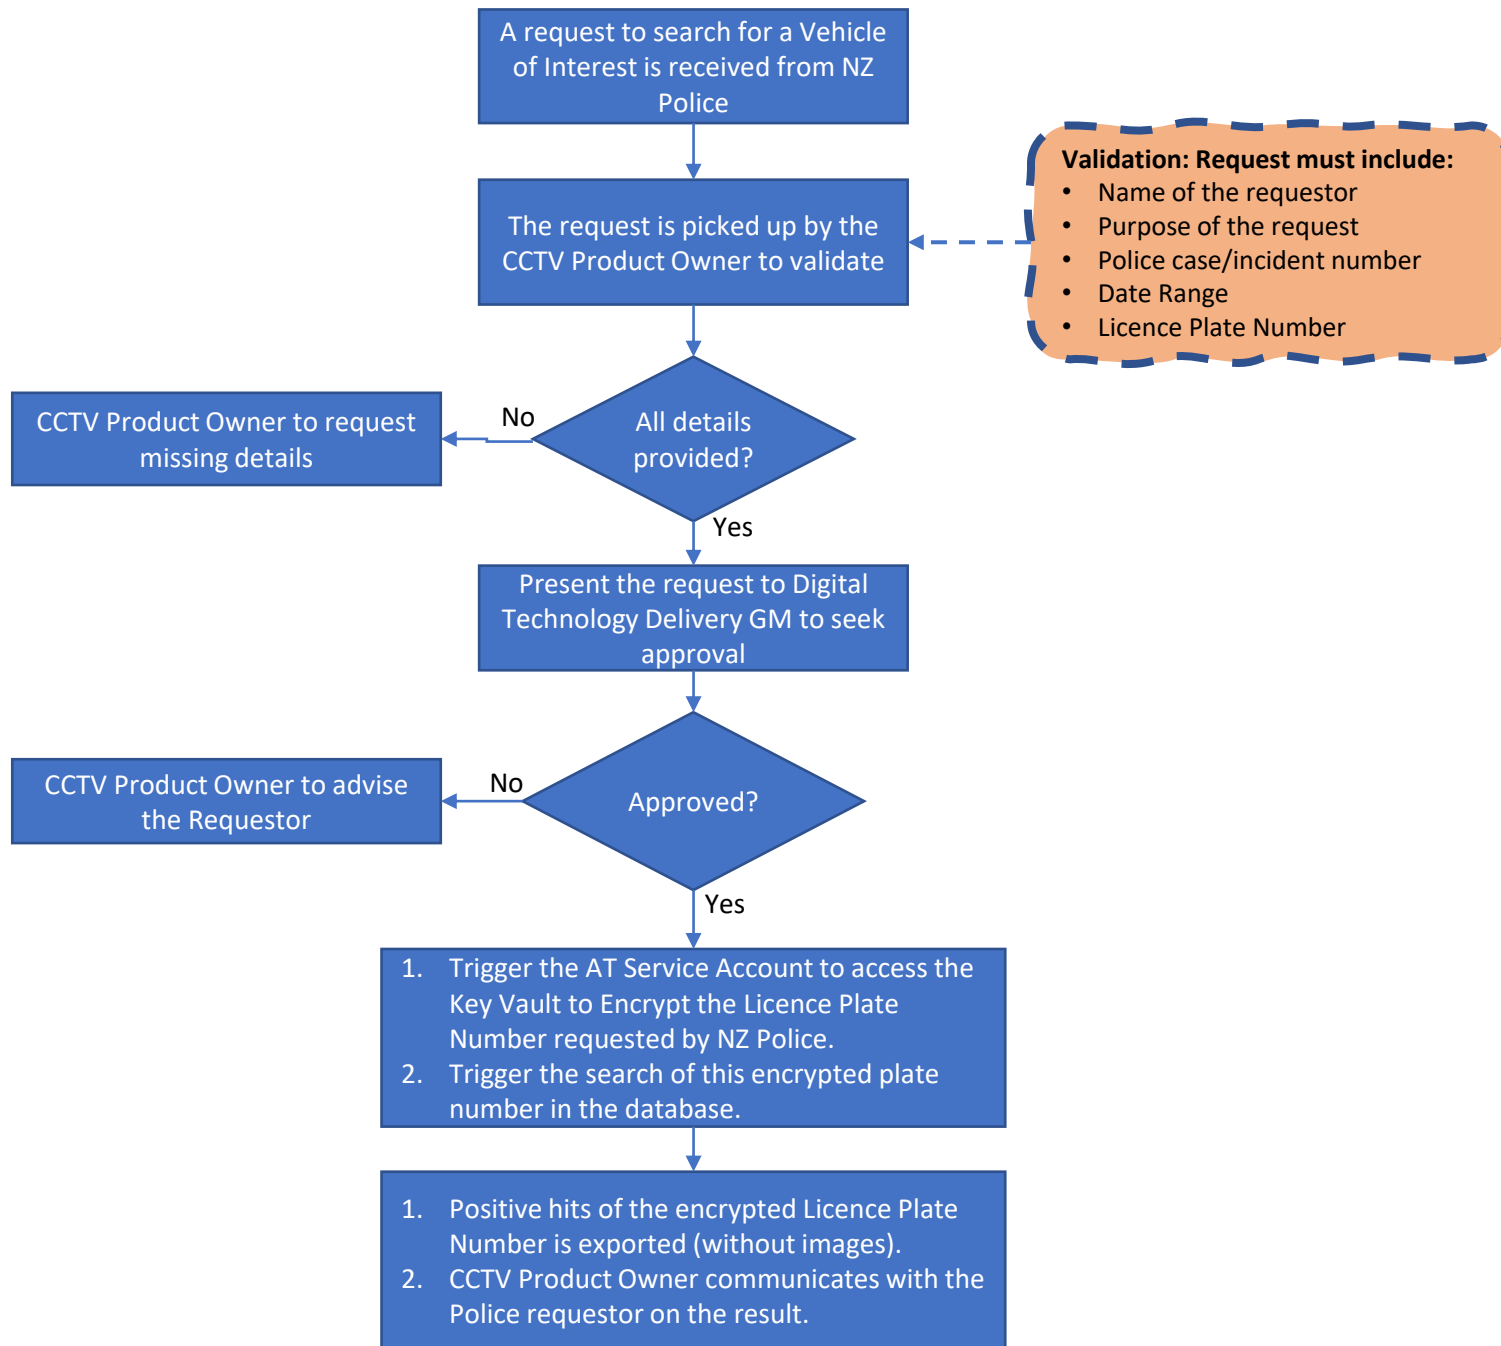 A request to search for a Vehicle
of Interest is received from NZ
Police
Validation: Request must include:
• Name of the requestor
• Purpose of the request
• Police case/incident number
• Date Range
• Licence Plate Number
The request is picked up by the
CCTV Product Owner to validate
All details
provided?
No
CCTV Product Owner to request
missing details
Yes
Present the request to Digital
Technology Delivery GM to seek
approval
Approved?
No
CCTV Product Owner to advise
the Requestor
Yes
1. Trigger the AT Service Account to access the
Key Vault to Encrypt the Licence Plate
Number requested by NZ Police.
2. Trigger the search of this encrypted plate
number in the database.
1. Positive hits of the encrypted Licence Plate
Number is exported (without images).
2. CCTV Product Owner communicates with the
Police requestor on the result.